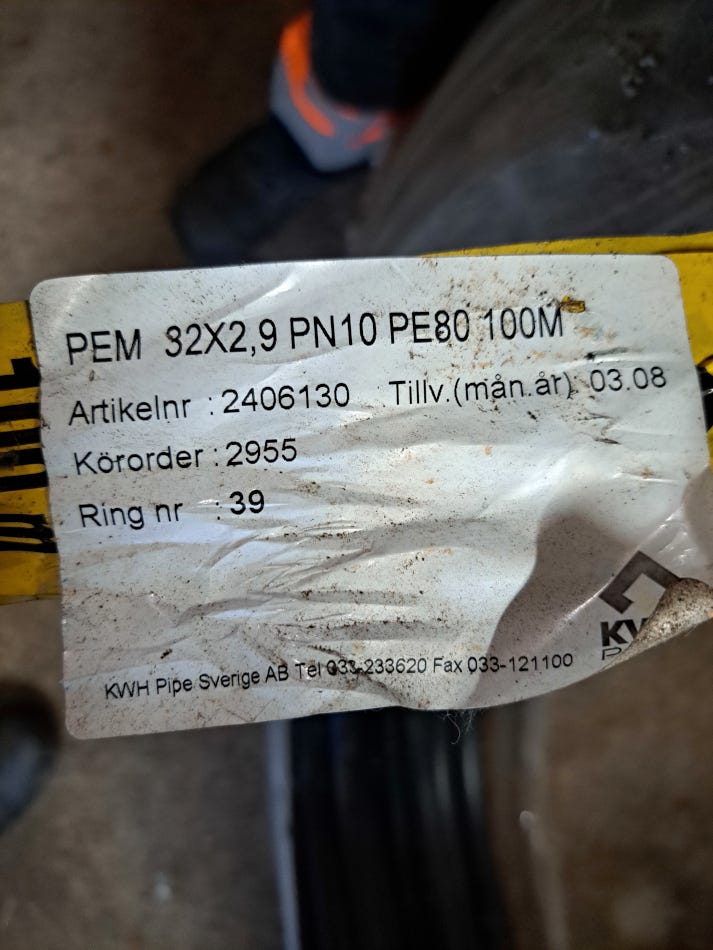 PEM 32X2,9 PN10 PE80 100M
Artikelnr : 2406130 Tillv.(mån.år) 03.08
Körorder : 2955
Ring nr : 39
KWH Pipe Sverige AB Tel 033-233620 Fax 033-121100